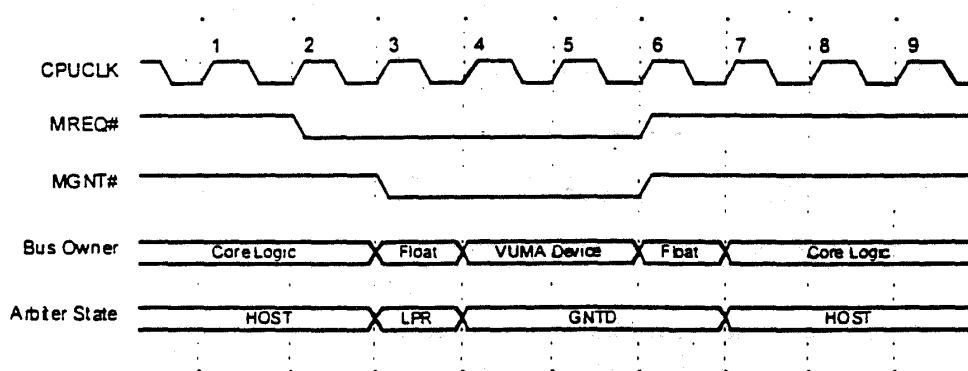 1 2 3 4 5 6 7 8 9
CPUCLK
MREQ#
MGNT#
Bus Owner Core Logic Float VUMA Device Float Core Logic
Arbiter State HOST LPR GNTD HOST